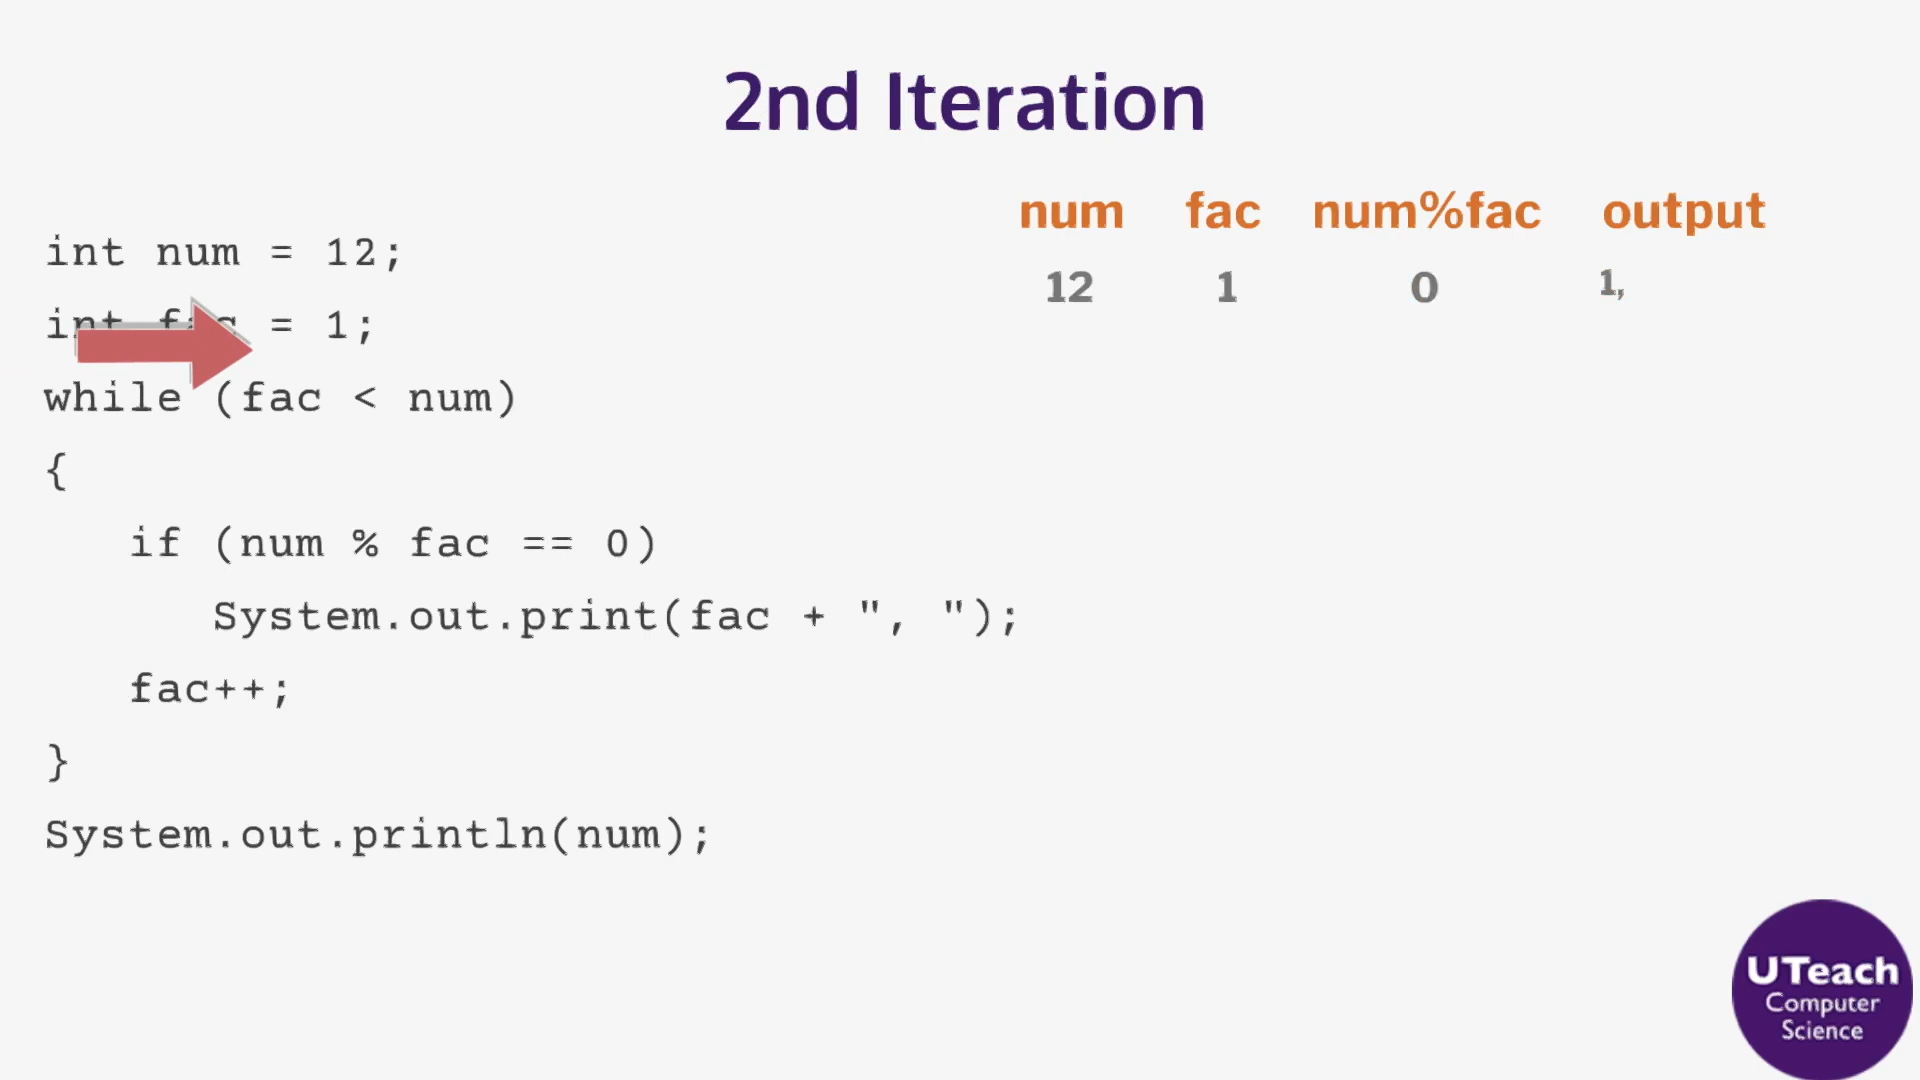 2nd Iteration
num fac num%fac output
12 1 0 1,
int num = 12;
int fac = 1;
while (fac < num)
{
if (num % fac == 0)
System.out.print(fac + ", ");
fac++;
}
System.out.println(num);
UTeach
Computer
Science